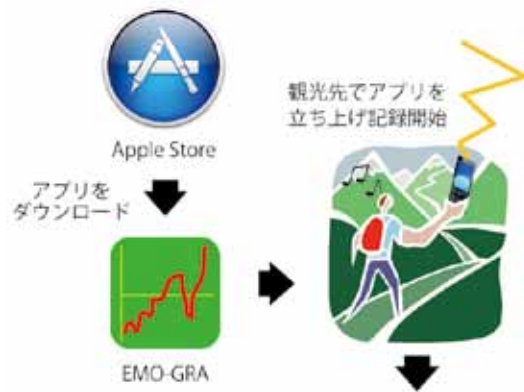 Apple Store
アプリを
ダウンロード
EMO-GRA
観光先でアプリを
立ち上げ記録開始